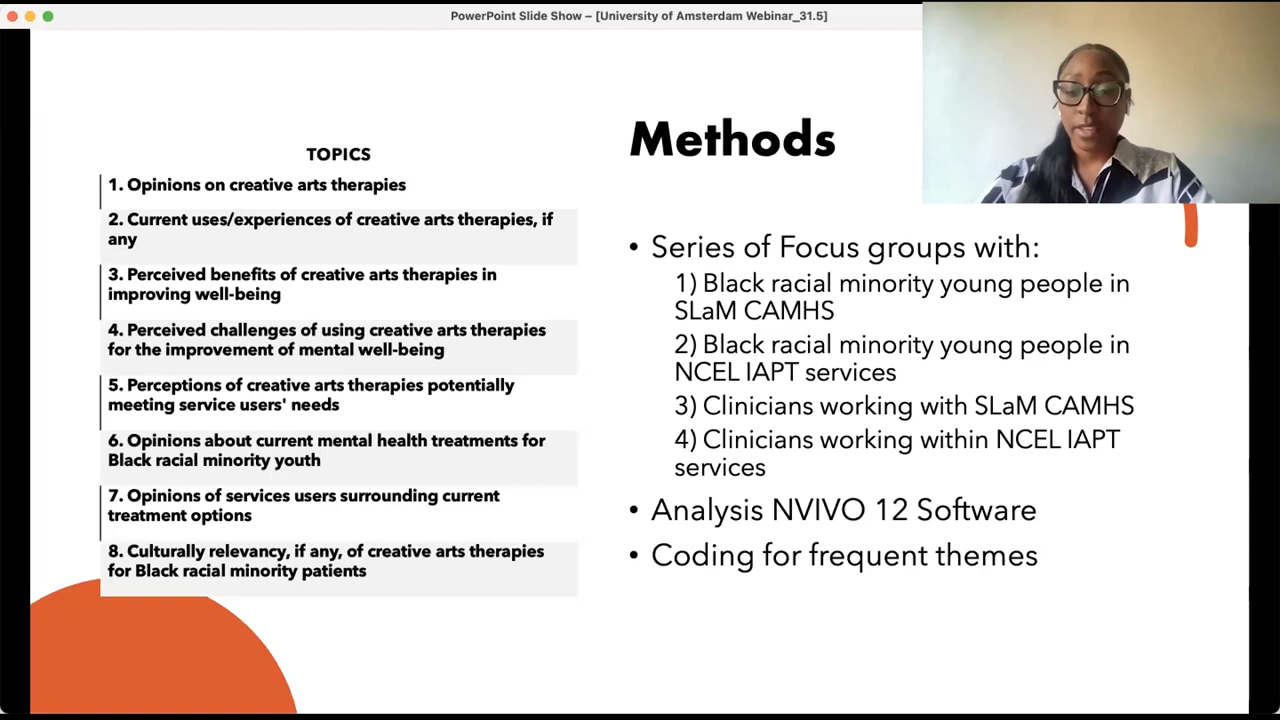 PowerPoint Slide Show – [University of Amsterdam Webinar_31.5]
TOPICS
1. Opinions on creative arts therapies
2. Current uses/experiences of creative arts therapies, if
any
3. Perceived benefits of creative arts therapies in
improving well-being
4. Perceived challenges of using creative arts therapies
for the improvement of mental well-being
5. Perceptions of creative arts therapies potentially
meeting service users' needs
6. Opinions about current mental health treatments for
Black racial minority youth
7. Opinions of services users surrounding current
treatment options
8. Culturally relevancy, if any, of creative arts therapies
for Black racial minority patients
Methods
• Series of Focus groups with:
1) Black racial minority young people in
SLaM CAMHS
2) Black racial minority young people in
NCEL IAPT services
3) Clinicians working with SLaM CAMHS
4) Clinicians working within NCEL IAPT
services
• Analysis NVIVO 12 Software
• Coding for frequent themes